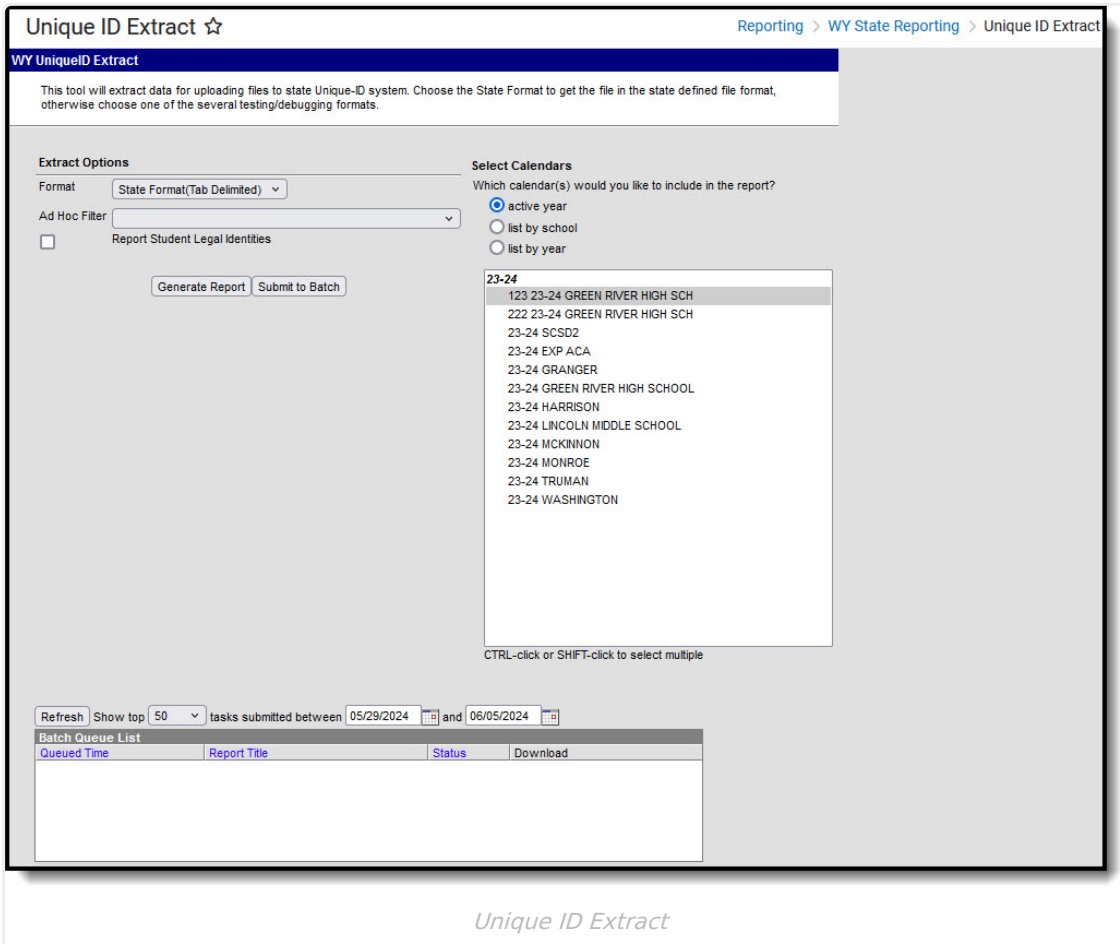 Unique ID Extract
Reporting > WY State Reporting > Unique ID Extract
WY UniqueID Extract
This tool will extract data for uploading files to state Unique-ID system. Choose the State Format to get the file in the state defined file format,
otherwise choose one of the several testing/debugging formats.
Extract Options
Format
State Format(Tab Delimited)
Ad Hoc Filter
Report Student Legal Identities
Generate Report Submit to Batch
Select Calendars
Which calendar(s) would you like to include in the report?
active year
list by school
list by year
23-24
123 23-24 GREEN RIVER HIGH SCH
222 23-24 GREEN RIVER HIGH SCH
23-24 SCSD2
23-24 EXP ACA
23-24 GRANGER
23-24 GREEN RIVER HIGH SCHOOL
23-24 HARRISON
23-24 LINCOLN MIDDLE SCHOOL
23-24 MCKINNON
23-24 MONROE
23-24 TRUMAN
23-24 WASHINGTON
CTRL-click or SHIFT-click to select multiple
Refresh Show top 50 tasks submitted between 05/29/2024 and 06/05/2024
Batch Queue List
Queued Time Report Title Status Download
Unique ID Extract